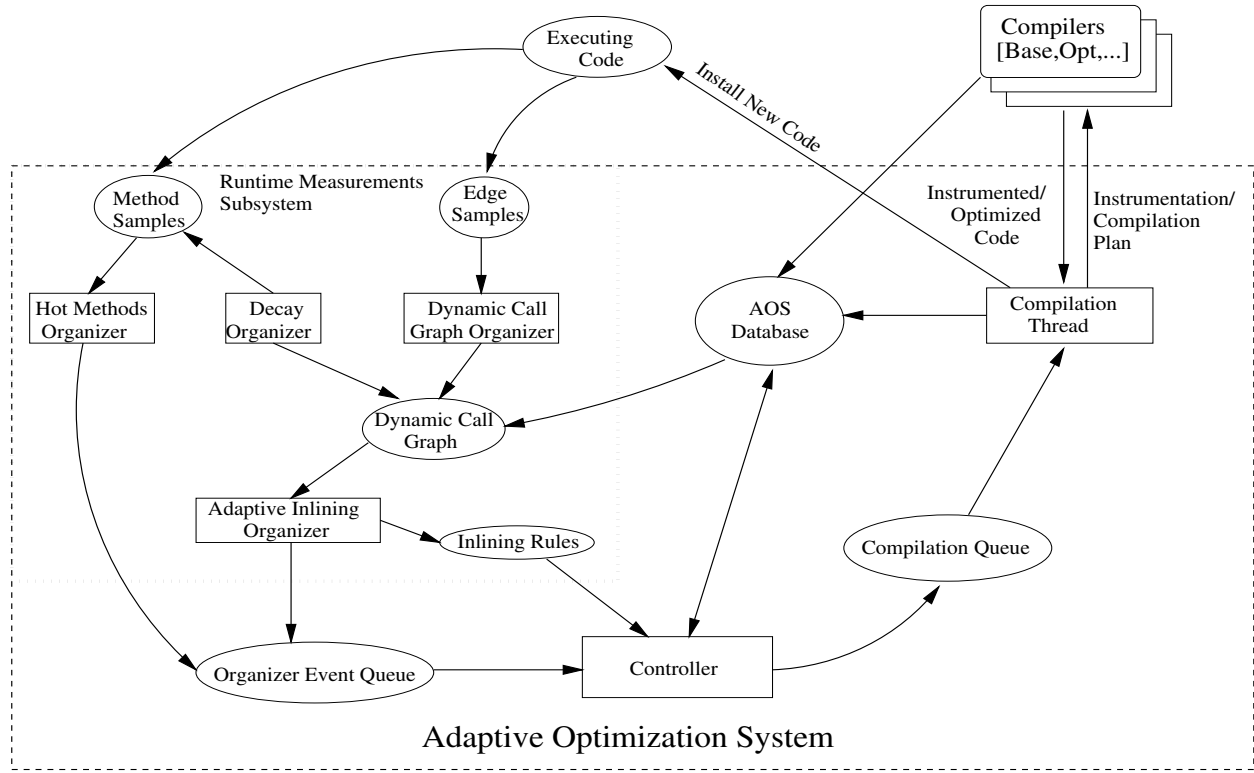 Executing
Code
Compilers
[Base,Opt,...]
Install New Code
Method
Samples
Runtime Measurements
Subsystem
Edge
Samples
Instrumented/
Optimized
Code
Instrumentation/
Compilation
Plan
Hot Methods
Organizer
Decay
Organizer
Dynamic Call
Graph Organizer
AOS
Database
Compilation
Thread
Dynamic Call
Graph
Adaptive Inlining
Organizer
Inlining Rules
Compilation Queue
Organizer Event Queue
Controller
Adaptive Optimization System